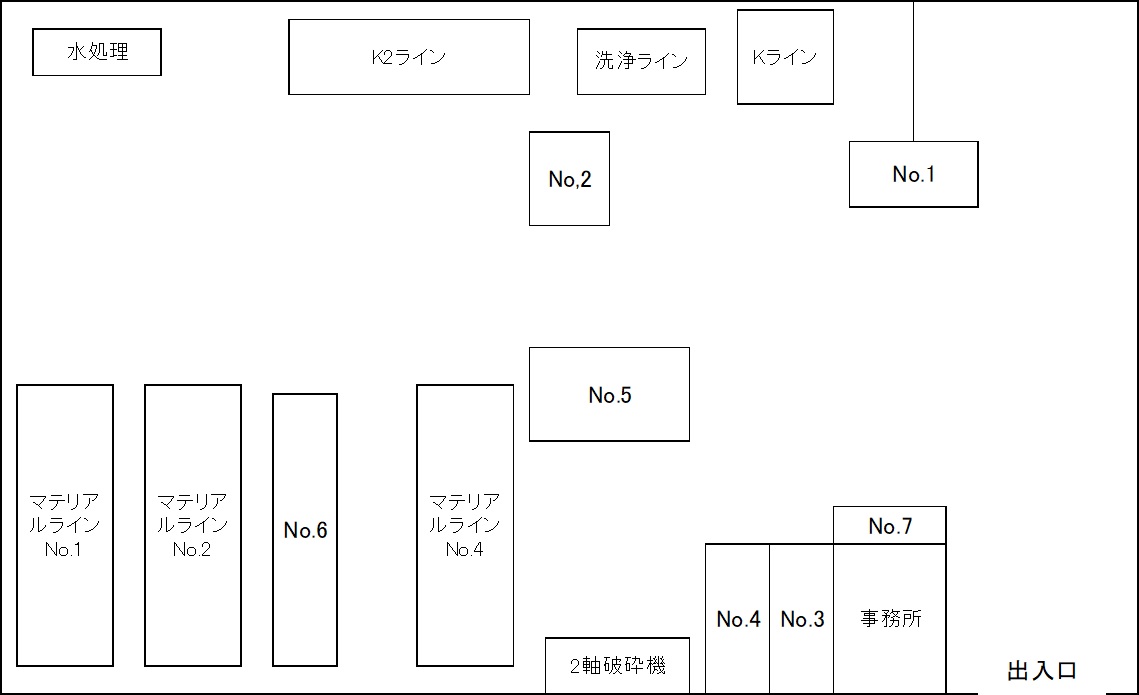 水処理
K2ライン
洗浄ライン
Kライン
No,2
No.1
No.5
マテリア
ルライン
No.1
マテリア
ルライン
No.2
No.6
マテリア
ルライン
No.4
No.7
No.4
No.3
事務所
2軸破砕機
出入口